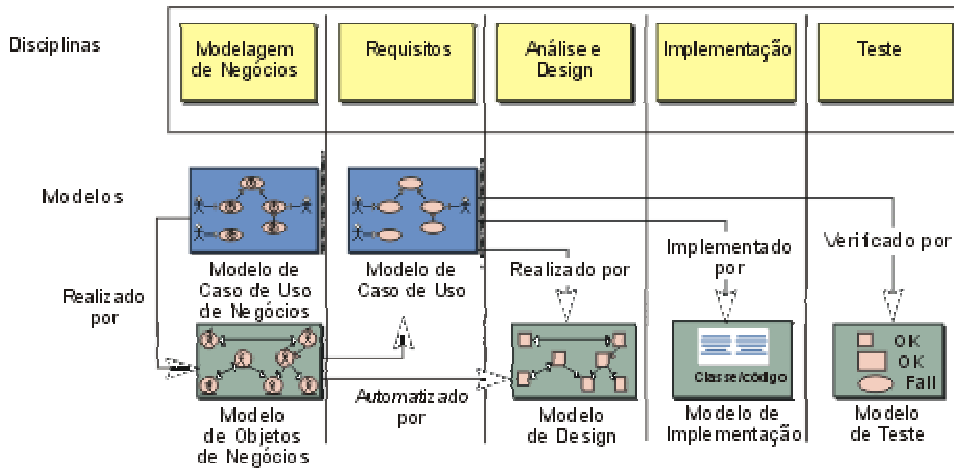 Disciplinas
Modelagem
de Negócios
Requisitos
Análise e
Design
Implementação
Teste
Modelos
Modelo de
Caso de Uso
de Negócios
Modelo de
Caso de Uso
Realizado por
Implementado
por
Verificado por
Realizado
por
Classe/código
OK
OK
Fail
Automatizado
por
Modelo
de Objetos
de Negócios
Modelo
de Design
Modelo de
Implementação
Modelo
de Teste